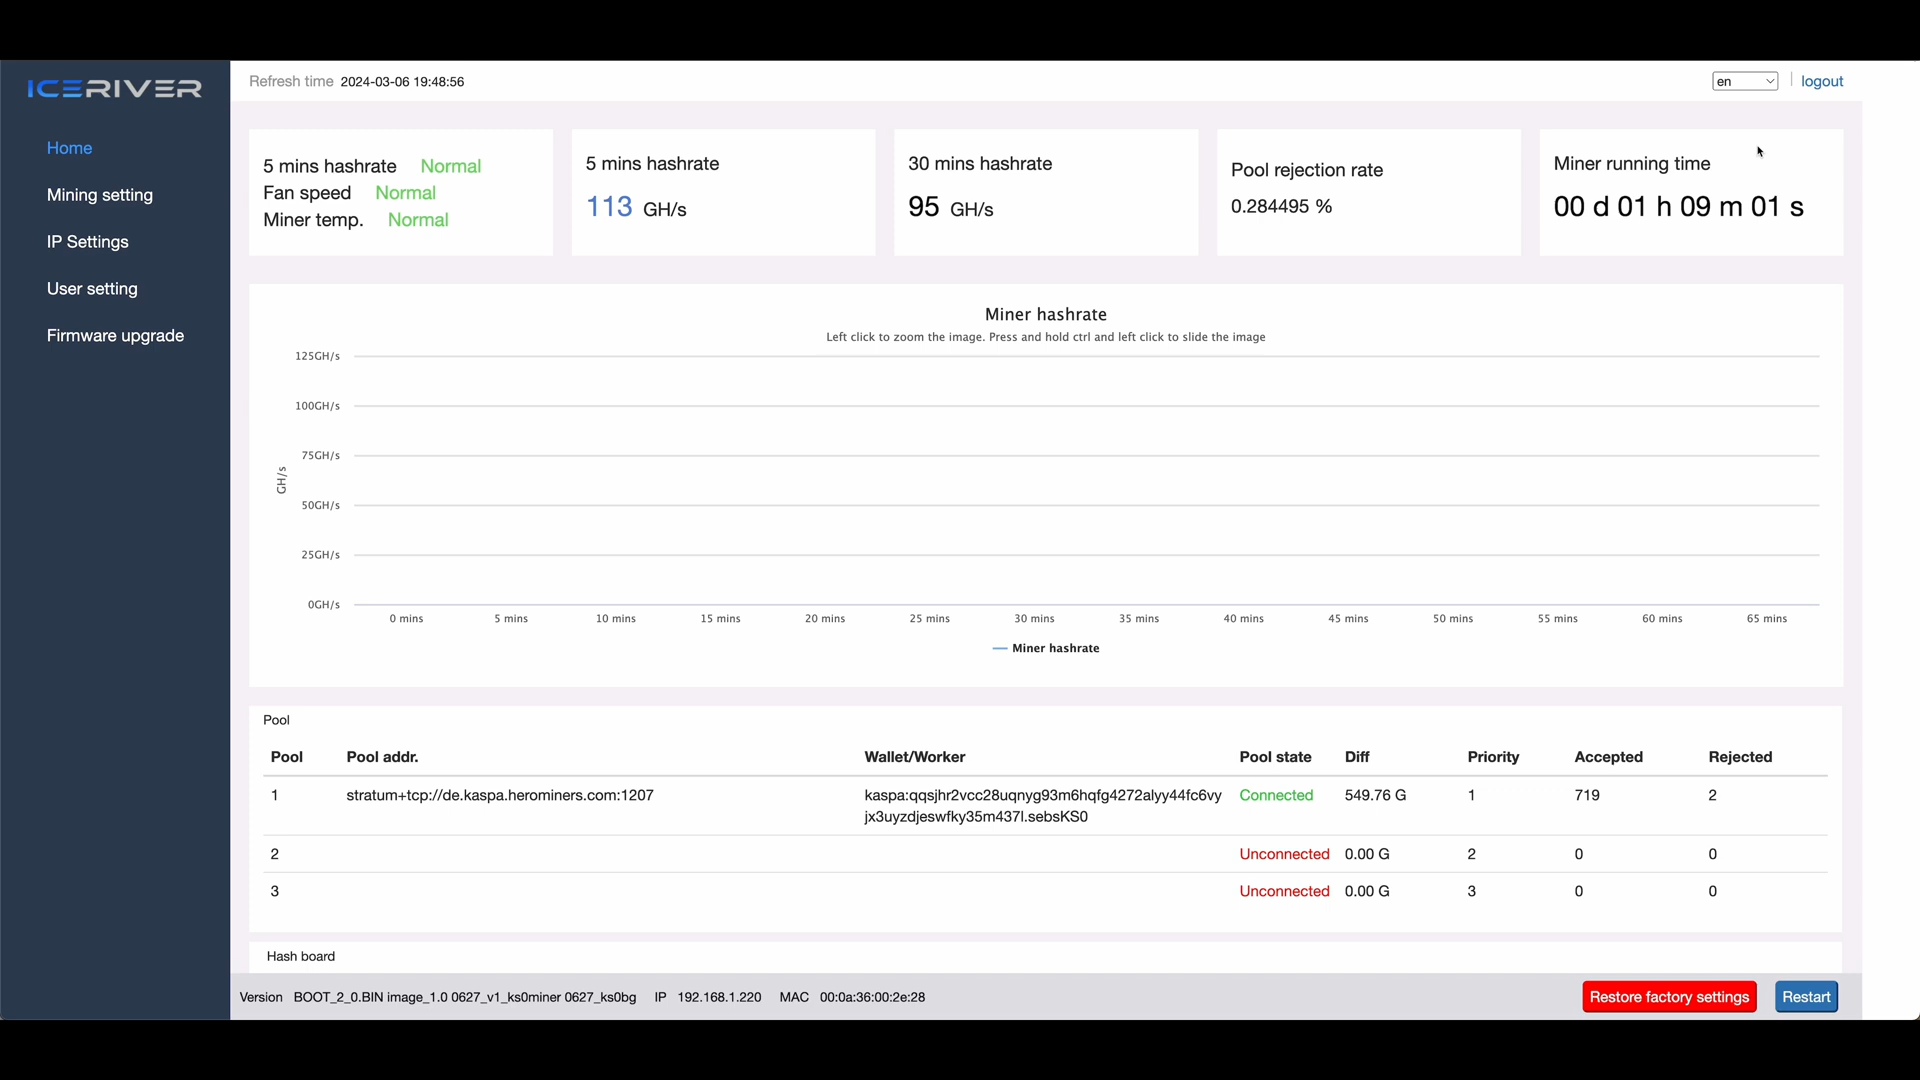 ICERIVER
Refresh time 2024-03-06 19:48:56
en
logout
Home
Mining setting
IP Settings
User setting
Firmware upgrade
5 mins hashrate Normal
Fan speed Normal
Miner temp. Normal
5 mins hashrate
113 GH/s
30 mins hashrate
95 GH/s
Pool rejection rate
0.284495 %
Miner running time
00 d 01 h 09 m 01 s
Miner hashrate
Left click to zoom the image. Press and hold ctrl and left click to slide the image
125GH/s
100GH/s
75GH/s
50GH/s
25GH/s
0GH/s
GH/s
0 mins 5 mins 10 mins 15 mins 20 mins 25 mins 30 mins 35 mins 40 mins 45 mins 50 mins 55 mins 60 mins 65 mins
Miner hashrate
Pool
Pool Pool addr. Wallet/Worker Pool state Diff Priority Accepted Rejected
1 stratum+tcp://de.kaspa.herominers.com:1207 kaspa:qqsjhr2vcc28uqnyg93m6hqfg4272alyy44fc6vy Connected 549.76 G 1 719 2
jx3uyzdjeswfky35m437l.sebsKS0
2 Unconnected 0.00 G 2 0 0
3 Unconnected 0.00 G 3 0 0
Hash board
Version BOOT_2_0.BIN image_1.0 0627_v1_ks0miner 0627_ks0bg IP 192.168.1.220 MAC 00:0a:36:00:2e:28
Restore factory settings
Restart